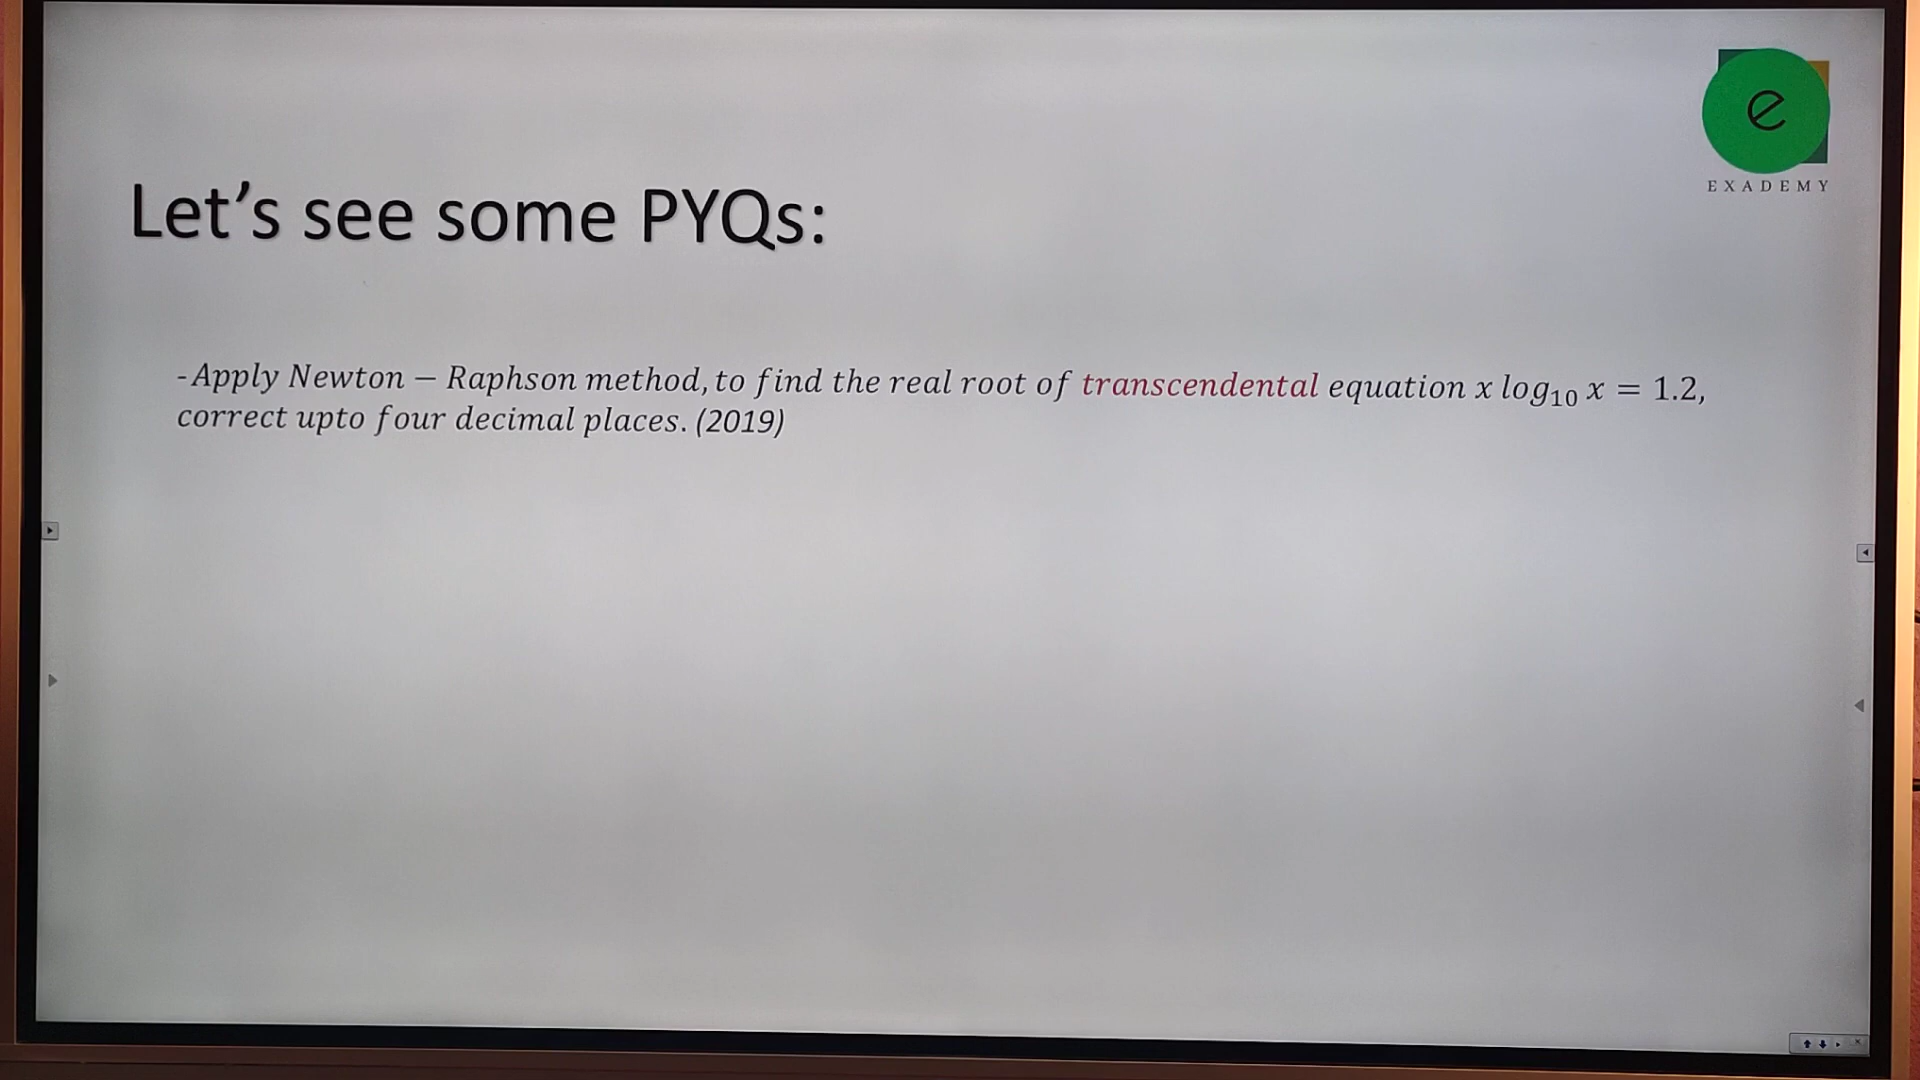 e
EXADEMY
Let's see some PYQs:
-Apply Newton − Raphson method, to find the real root of transcendental equation x log₁₀ x = 1.2,
correct upto four decimal places. (2019)